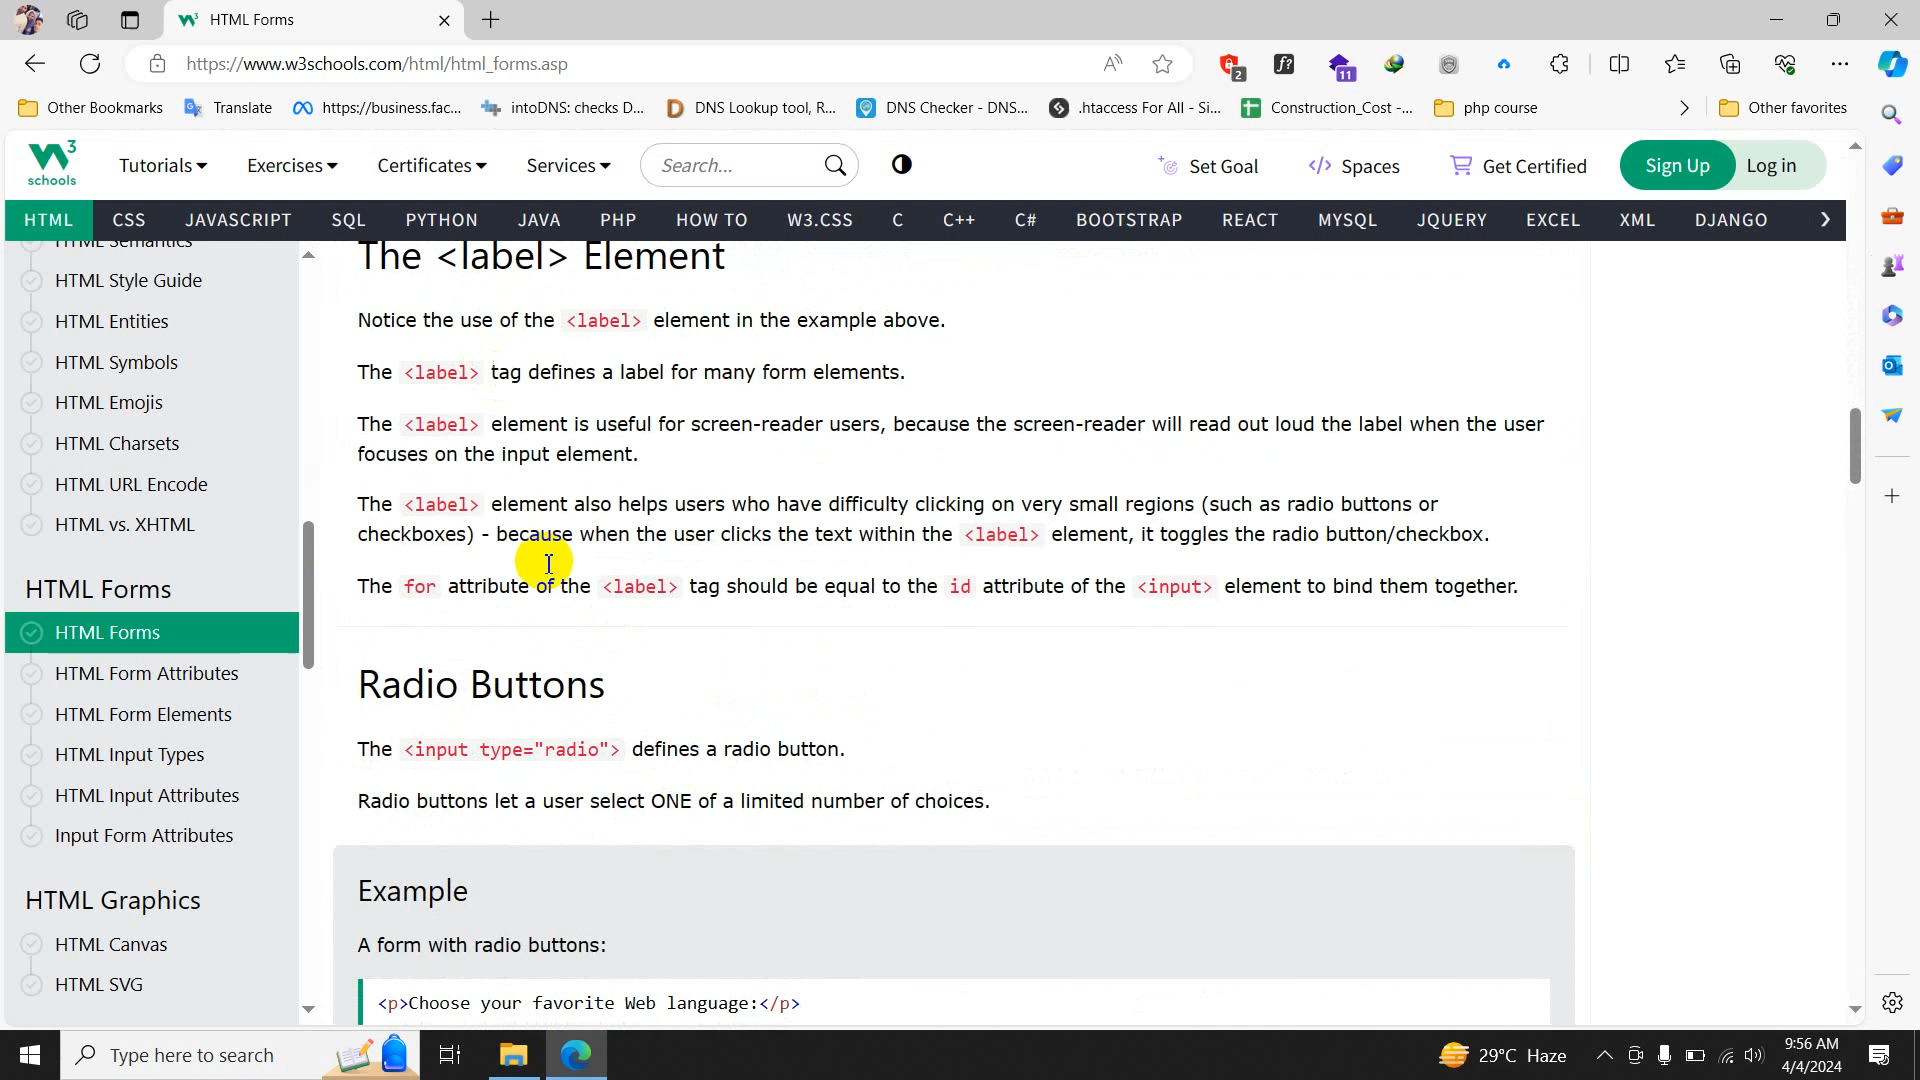 HTML Forms
https://www.w3schools.com/html/html_forms.asp
2
f?
11
Other Bookmarks
Translate
https://business.fac...
intoDNS: checks D...
DNS Lookup tool, R...
DNS Checker - DNS...
.htaccess For All - Si...
Construction_Cost -...
php course
Other favorites
W3
schools
Tutorials
Exercises
Certificates
Services
Search...
Set Goal
Spaces
Get Certified
Sign Up
Log in
HTML CSS JAVASCRIPT SQL PYTHON JAVA PHP HOW TO W3.CSS C C++ C# BOOTSTRAP REACT MYSQL JQUERY EXCEL XML DJANGO
HTML Semantics
HTML Style Guide
HTML Entities
HTML Symbols
HTML Emojis
HTML Charsets
HTML URL Encode
HTML vs. XHTML
HTML Forms
HTML Forms
HTML Form Attributes
HTML Form Elements
HTML Input Types
HTML Input Attributes
Input Form Attributes
HTML Graphics
HTML Canvas
HTML SVG
The <label> Element
Notice the use of the <label> element in the example above.
The <label> tag defines a label for many form elements.
The <label> element is useful for screen-reader users, because the screen-reader will read out loud the label when the user
focuses on the input element.
The <label> element also helps users who have difficulty clicking on very small regions (such as radio buttons or
checkboxes) - because when the user clicks the text within the <label> element, it toggles the radio button/checkbox.
The for attribute of the <label> tag should be equal to the id attribute of the <input> element to bind them together.
Radio Buttons
The <input type="radio"> defines a radio button.
Radio buttons let a user select ONE of a limited number of choices.
Example
A form with radio buttons:
<p>Choose your favorite Web language:</p>
Type here to search
29°C Haze
9:56 AM
4/4/2024